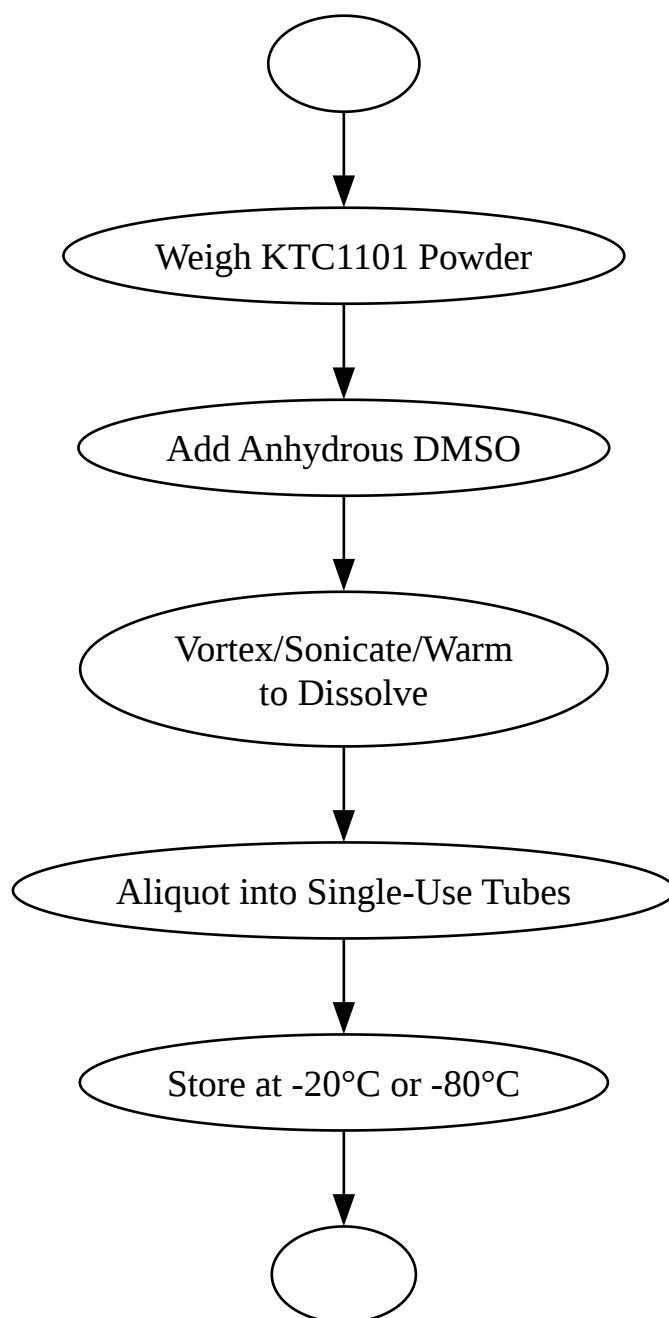 Weigh KTC1101 Powder
Add Anhydrous DMSO
Vortex/Sonicate/Warm
to Dissolve
Aliquot into Single-Use Tubes
Store at -20°C or -80°C